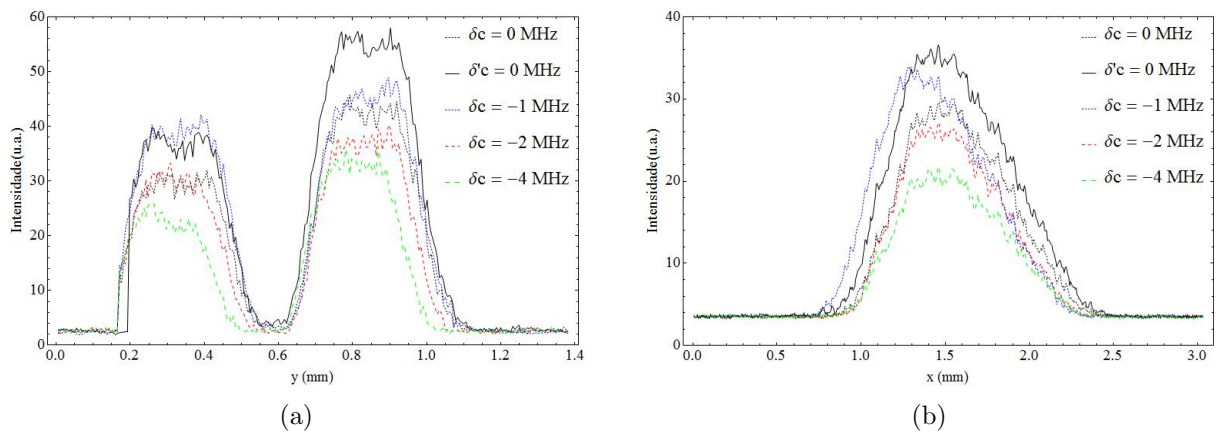 60
50
40
30
20
10
0
Intensidade(u.a.)
0.0 0.2 0.4 0.6 0.8 1.0 1.2 1.4
y (mm)
δc = 0 MHz
δ'c = 0 MHz
δc = −1 MHz
δc = −2 MHz
δc = −4 MHz
(a)
40
30
20
10
0
Intensidade(u.a.)
0.0 0.5 1.0 1.5 2.0 2.5 3.0
x (mm)
δc = 0 MHz
δ'c = 0 MHz
δc = −1 MHz
δc = −2 MHz
δc = −4 MHz
(b)